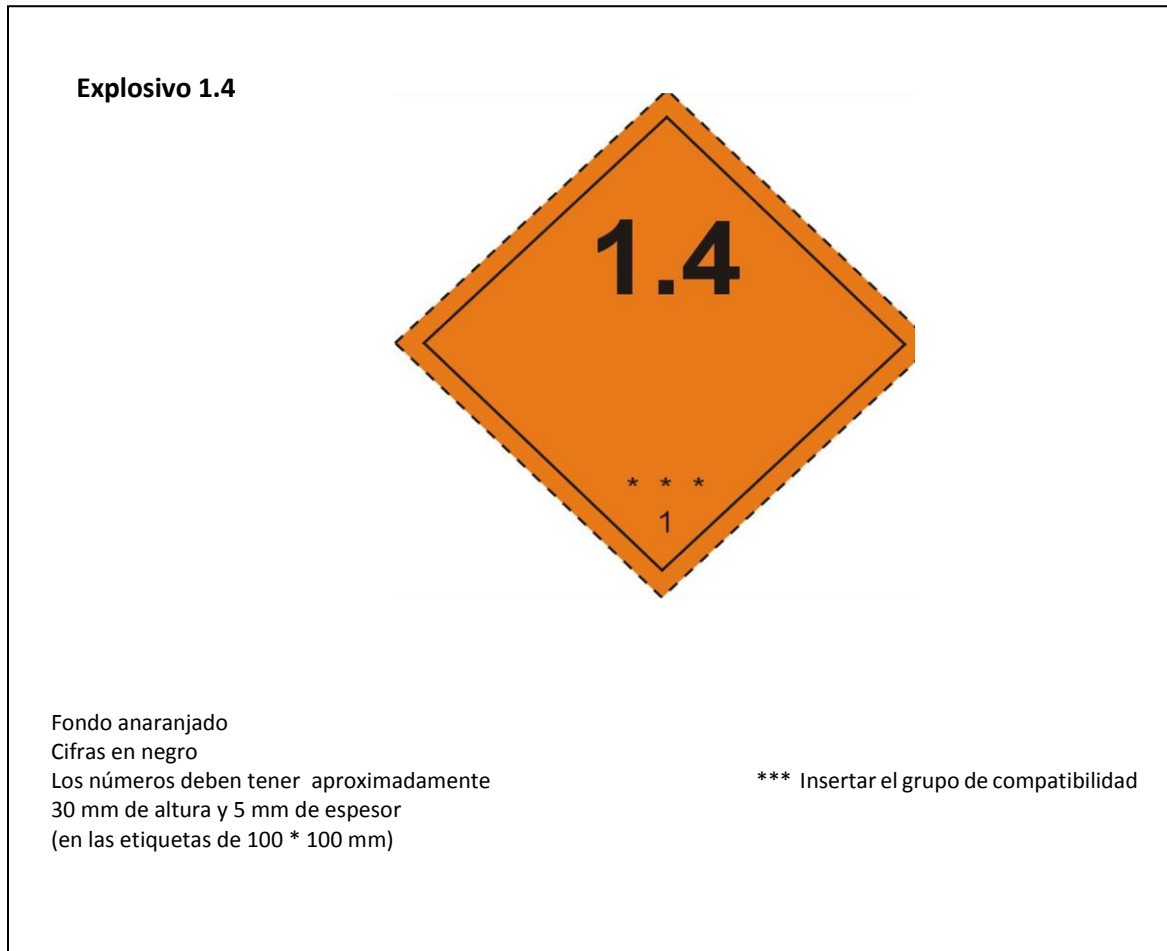 Explosivo 1.4
1.4
* * *
1
Fondo anaranjado
Cifras en negro
Los números deben tener aproximadamente
30 mm de altura y 5 mm de espesor
(en las etiquetas de 100 * 100 mm)
*** Insertar el grupo de compatibilidad